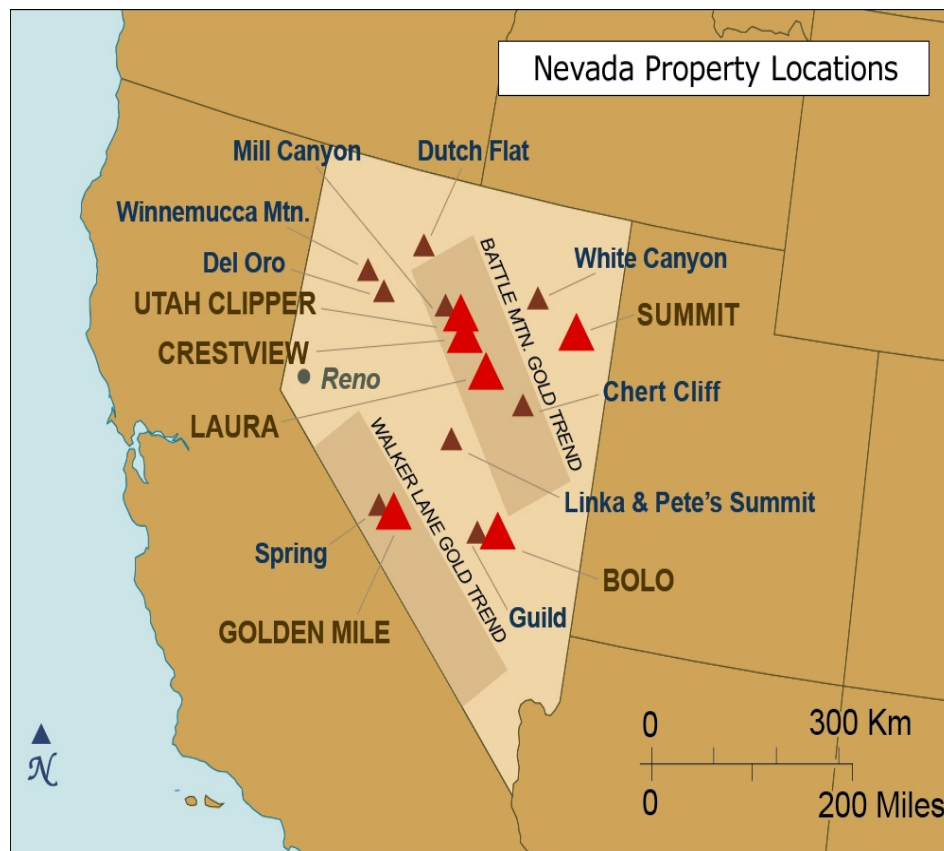 Nevada Property Locations
Mill Canyon
Dutch Flat
Winnemucca Mtn.
Del Oro
White Canyon
UTAH CLIPPER
SUMMIT
CRESTVIEW
BATTLE MTN. GOLD TREND
Reno
Chert Cliff
LAURA
WALKER LANE GOLD TREND
Linka & Pete's Summit
Spring
BOLO
Guild
GOLDEN MILE
N
0
300 Km
0
200 Miles